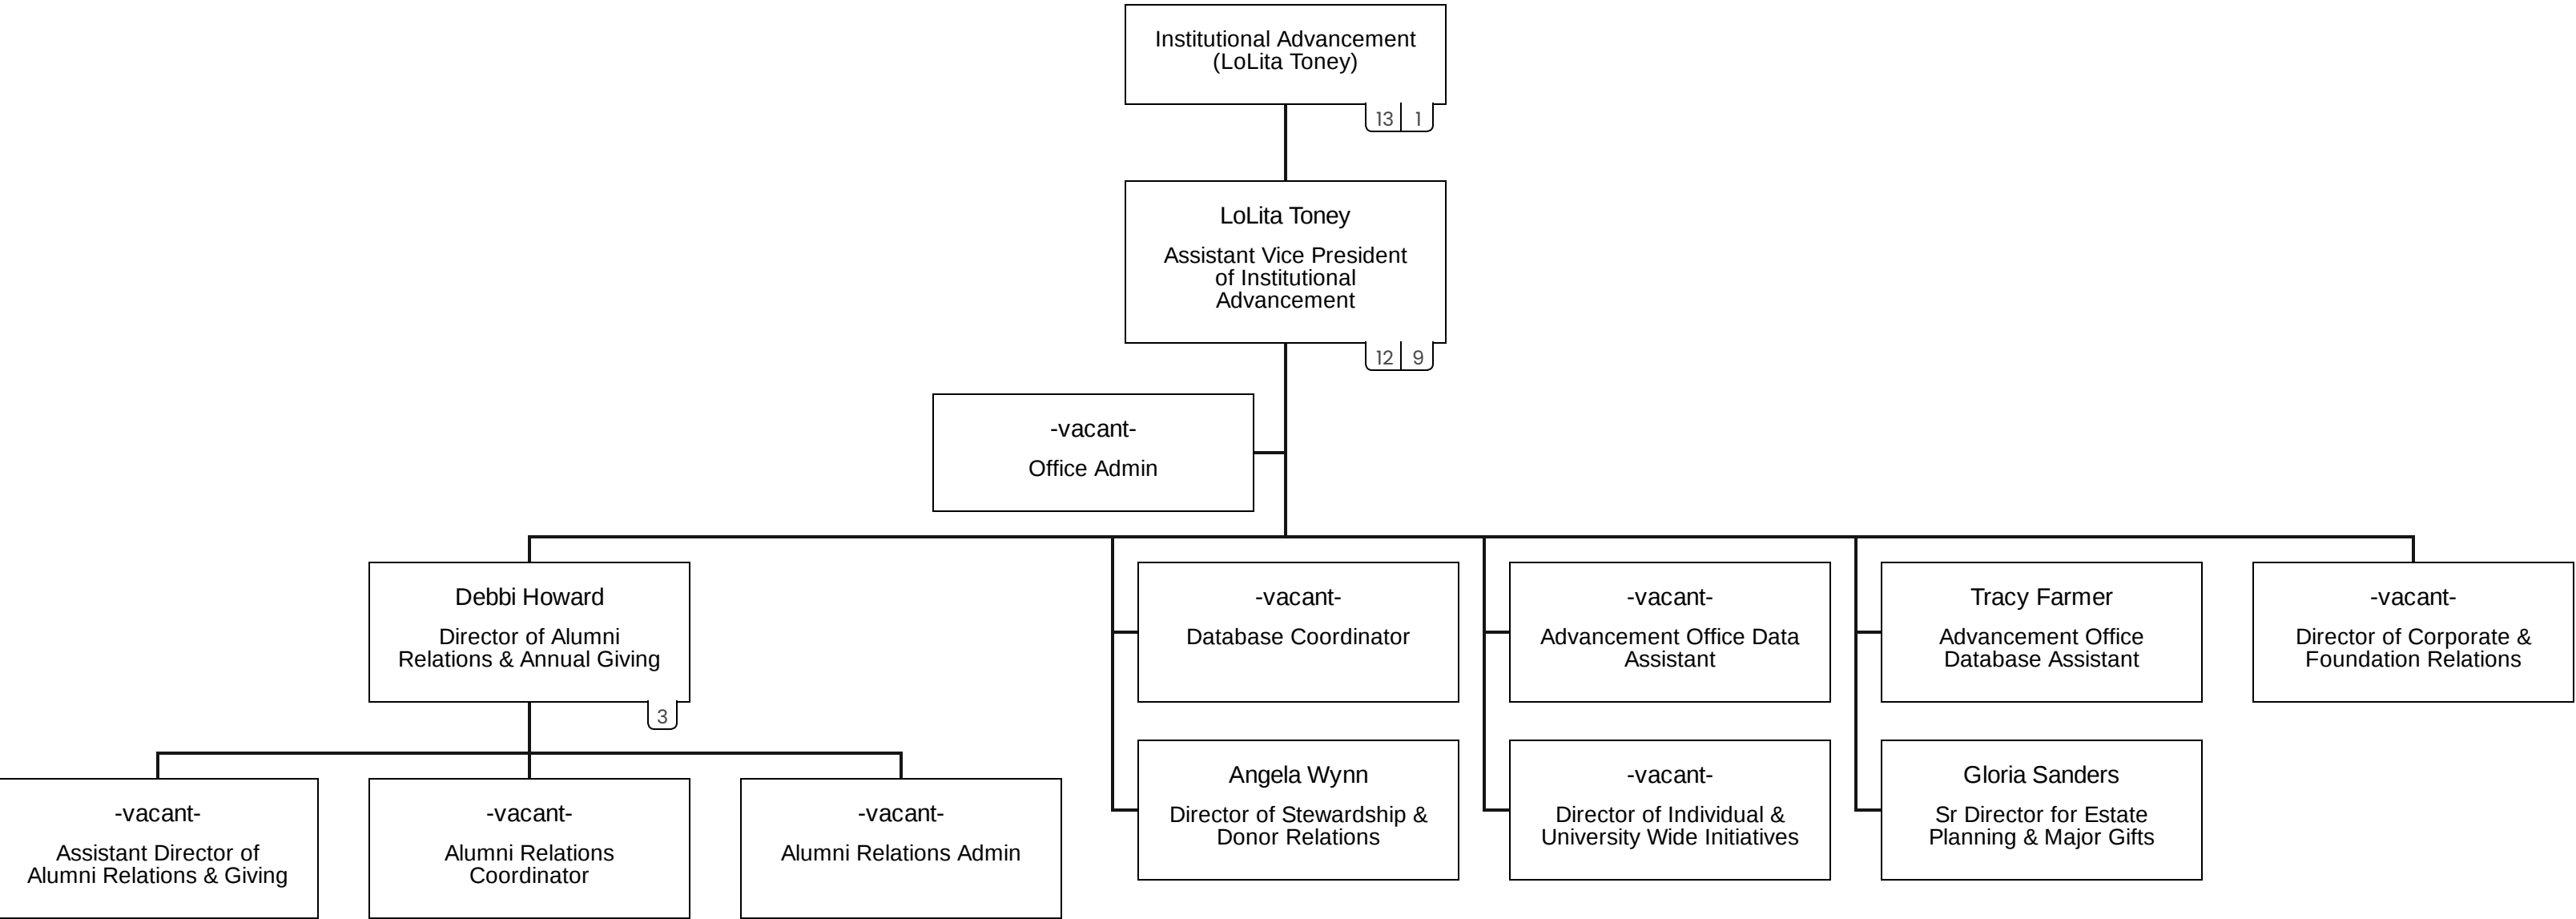 Institutional Advancement
(LoLita Toney)
13 1
LoLita Toney
Assistant Vice President
of Institutional
Advancement
12 9
-vacant-
Office Admin
Debbi Howard
Director of Alumni
Relations & Annual Giving
3
-vacant-
Database Coordinator
-vacant-
Advancement Office Data
Assistant
Tracy Farmer
Advancement Office
Database Assistant
-vacant-
Director of Corporate &
Foundation Relations
Angela Wynn
Director of Stewardship &
Donor Relations
-vacant-
Director of Individual &
University Wide Initiatives
Gloria Sanders
Sr Director for Estate
Planning & Major Gifts
-vacant-
Assistant Director of
Alumni Relations & Giving
-vacant-
Alumni Relations
Coordinator
-vacant-
Alumni Relations Admin